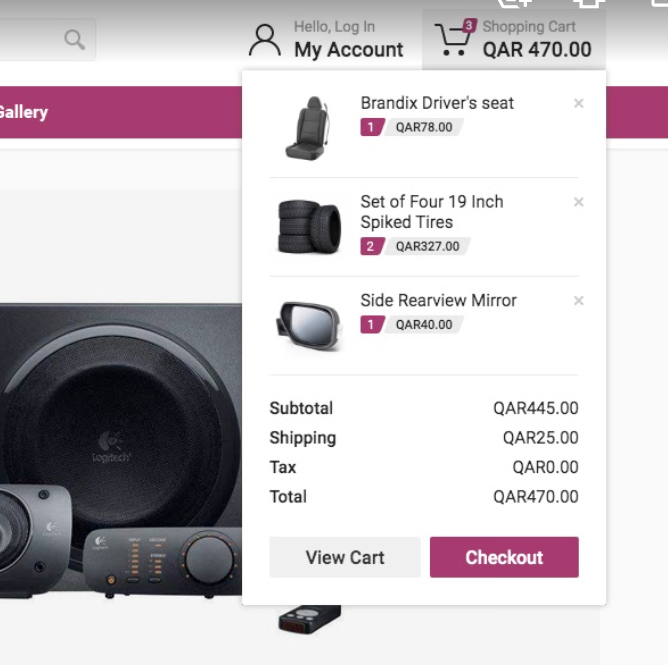 Hello, Log In
My Account
3
Shopping Cart
QAR 470.00
Gallery
Brandix Driver's seat ×
1 QAR78.00
Set of Four 19 Inch ×
Spiked Tires
2 QAR327.00
Side Rearview Mirror ×
1 QAR40.00
Subtotal QAR445.00
Shipping QAR25.00
Tax QAR0.00
Total QAR470.00
View Cart Checkout
Logitech